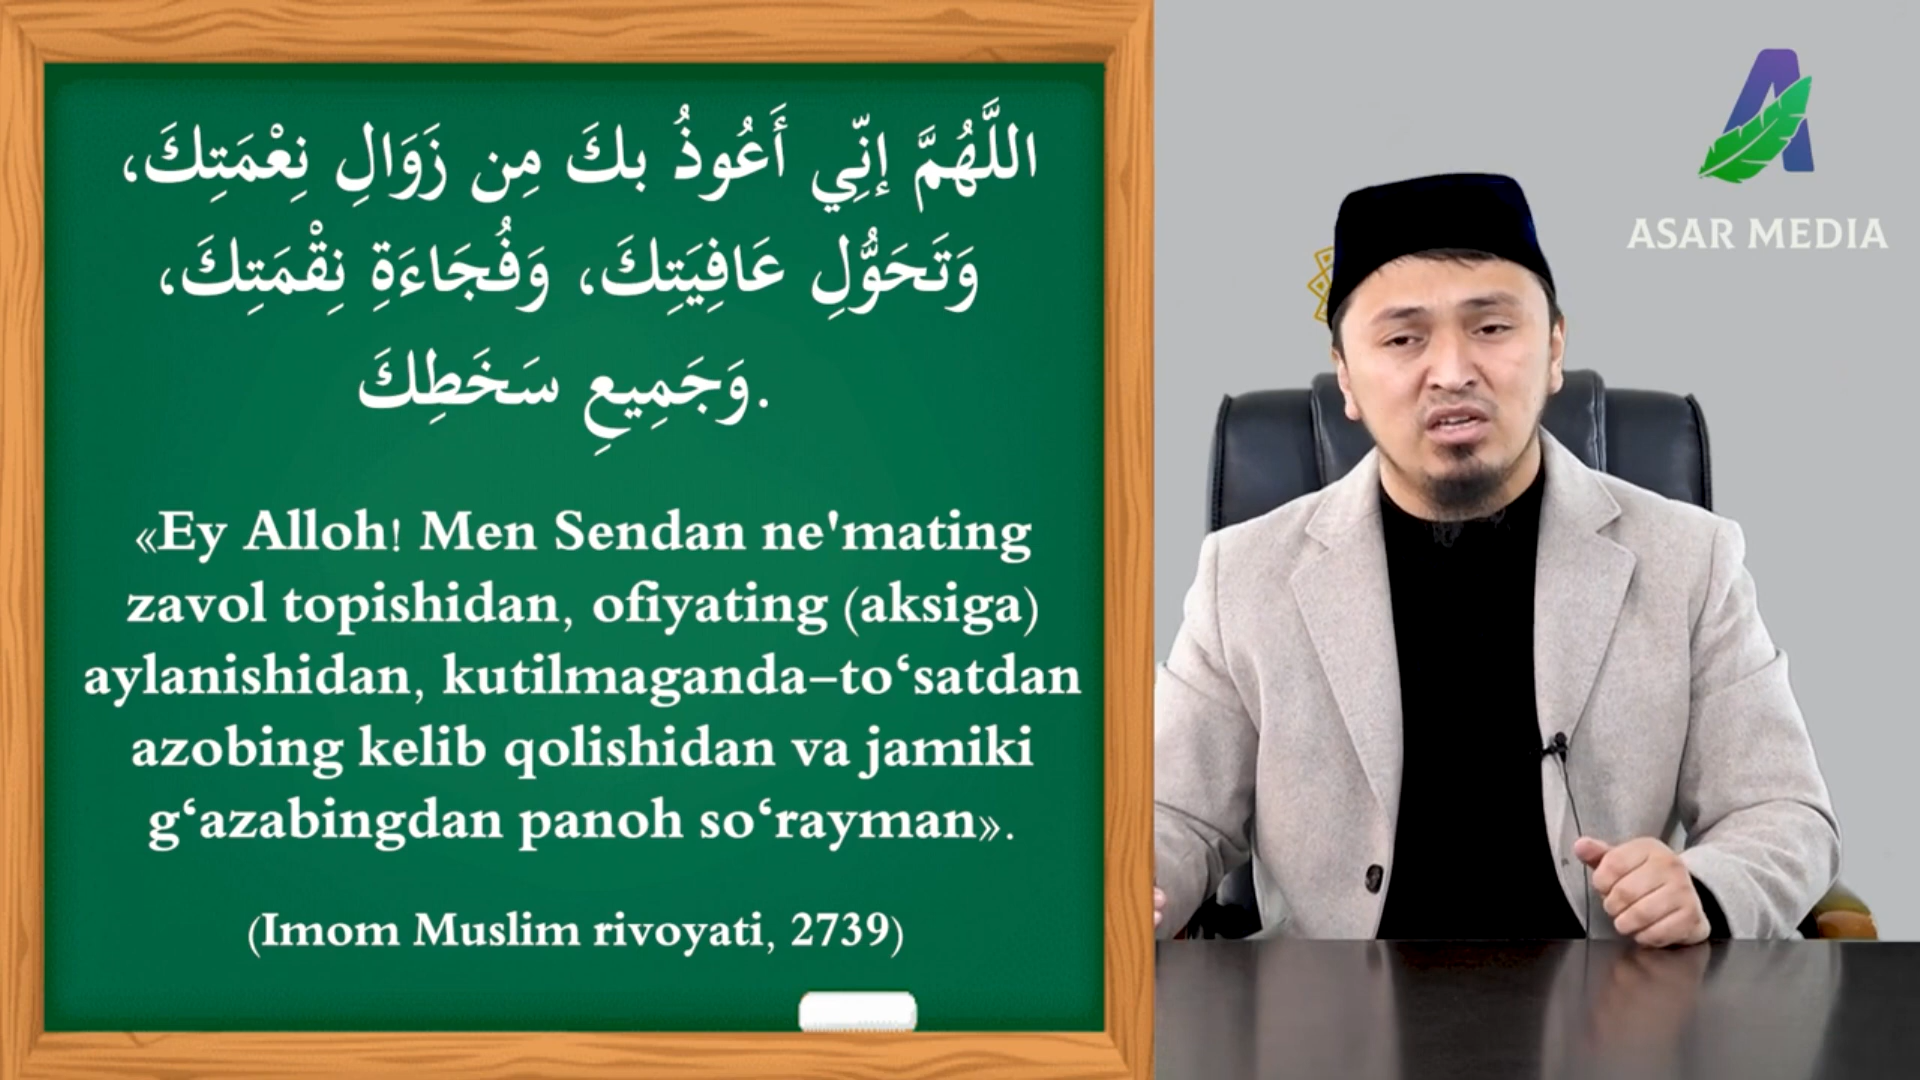 اللَّهُمَّ إنِّي أَعُوذُ بكَ مِن زَوَالِ نِعْمَتِكَ،
وَتَحَوُّلِ عَافِيَتِكَ، وَفُجَاءَةِ نِقْمَتِكَ،
وَجَمِيعِ سَخَطِكَ.
«Ey Alloh! Men Sendan ne'mating
zavol topishidan, ofiyating (aksiga)
aylanishidan, kutilmaganda–to‘satdan
azobing kelib qolishidan va jamiki
g‘azabingdan panoh so‘rayman».
(Imom Muslim rivoyati, 2739)
ASAR MEDIA